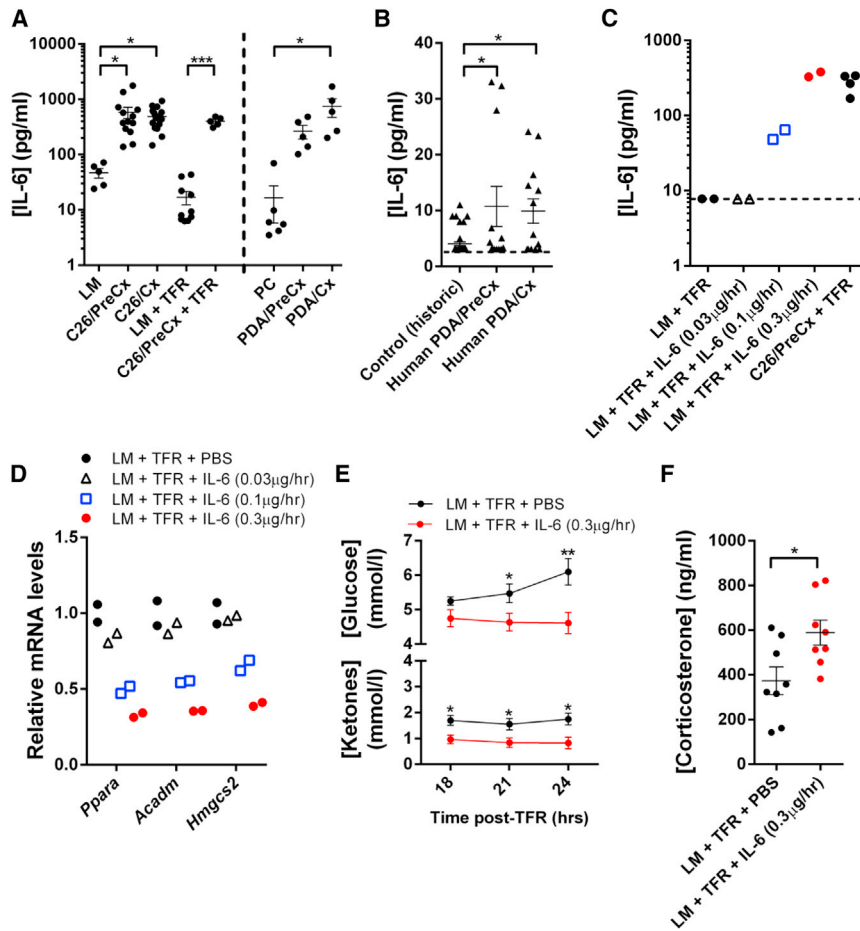 A
[IL-6] (pg/ml)
10000
1000
100
10
1
*
*
***
*
LM
C26/PreCx
C26/Cx
LM + TFR
C26/PreCx + TFR
PC
PDA/PreCx
PDA/Cx
B
[IL-6] (pg/ml)
40
30
20
10
0
*
*
Control (historic)
Human PDA/PreCx
Human PDA/Cx
C
[IL-6] (pg/ml)
1000
100
10
1
LM + TFR
LM + TFR + IL-6 (0.03µg/hr)
LM + TFR + IL-6 (0.1µg/hr)
LM + TFR + IL-6 (0.3µg/hr)
C26/PreCx + TFR
D
LM + TFR + PBS
LM + TFR + IL-6 (0.03µg/hr)
LM + TFR + IL-6 (0.1µg/hr)
LM + TFR + IL-6 (0.3µg/hr)
Relative mRNA levels
1.5
1.0
0.5
0.0
Ppara
Acadm
Hmgcs2
E
LM + TFR + PBS
LM + TFR + IL-6 (0.3µg/hr)
[Glucose]
(mmol/l)
7
6
5
4
*
**
[Ketones]
(mmol/l)
4
3
2
1
0
*
*
*
18
21
24
Time post-TFR (hrs)
F
[Corticosterone] (ng/ml)
1000
800
600
400
200
0
*
LM + TFR + PBS
LM + TFR + IL-6 (0.3µg/hr)